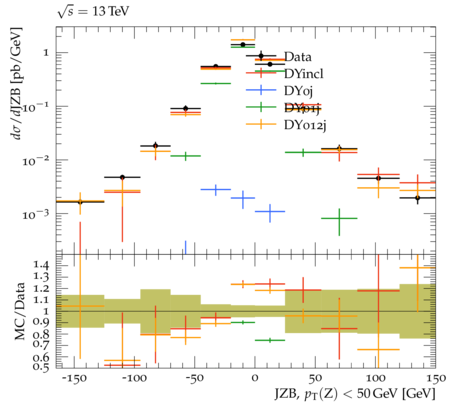 √s = 13 TeV
dσ/dJZB [pb/GeV]
1
10⁻¹
10⁻²
10⁻³
Data
DYincl
DY0j
DY01j
DY012j
MC/Data
1.4
1.3
1.2
1.1
1
0.9
0.8
0.7
0.6
0.5
-150 -100 -50 0 50 100 150
JZB, pT(Z) < 50 GeV [GeV]